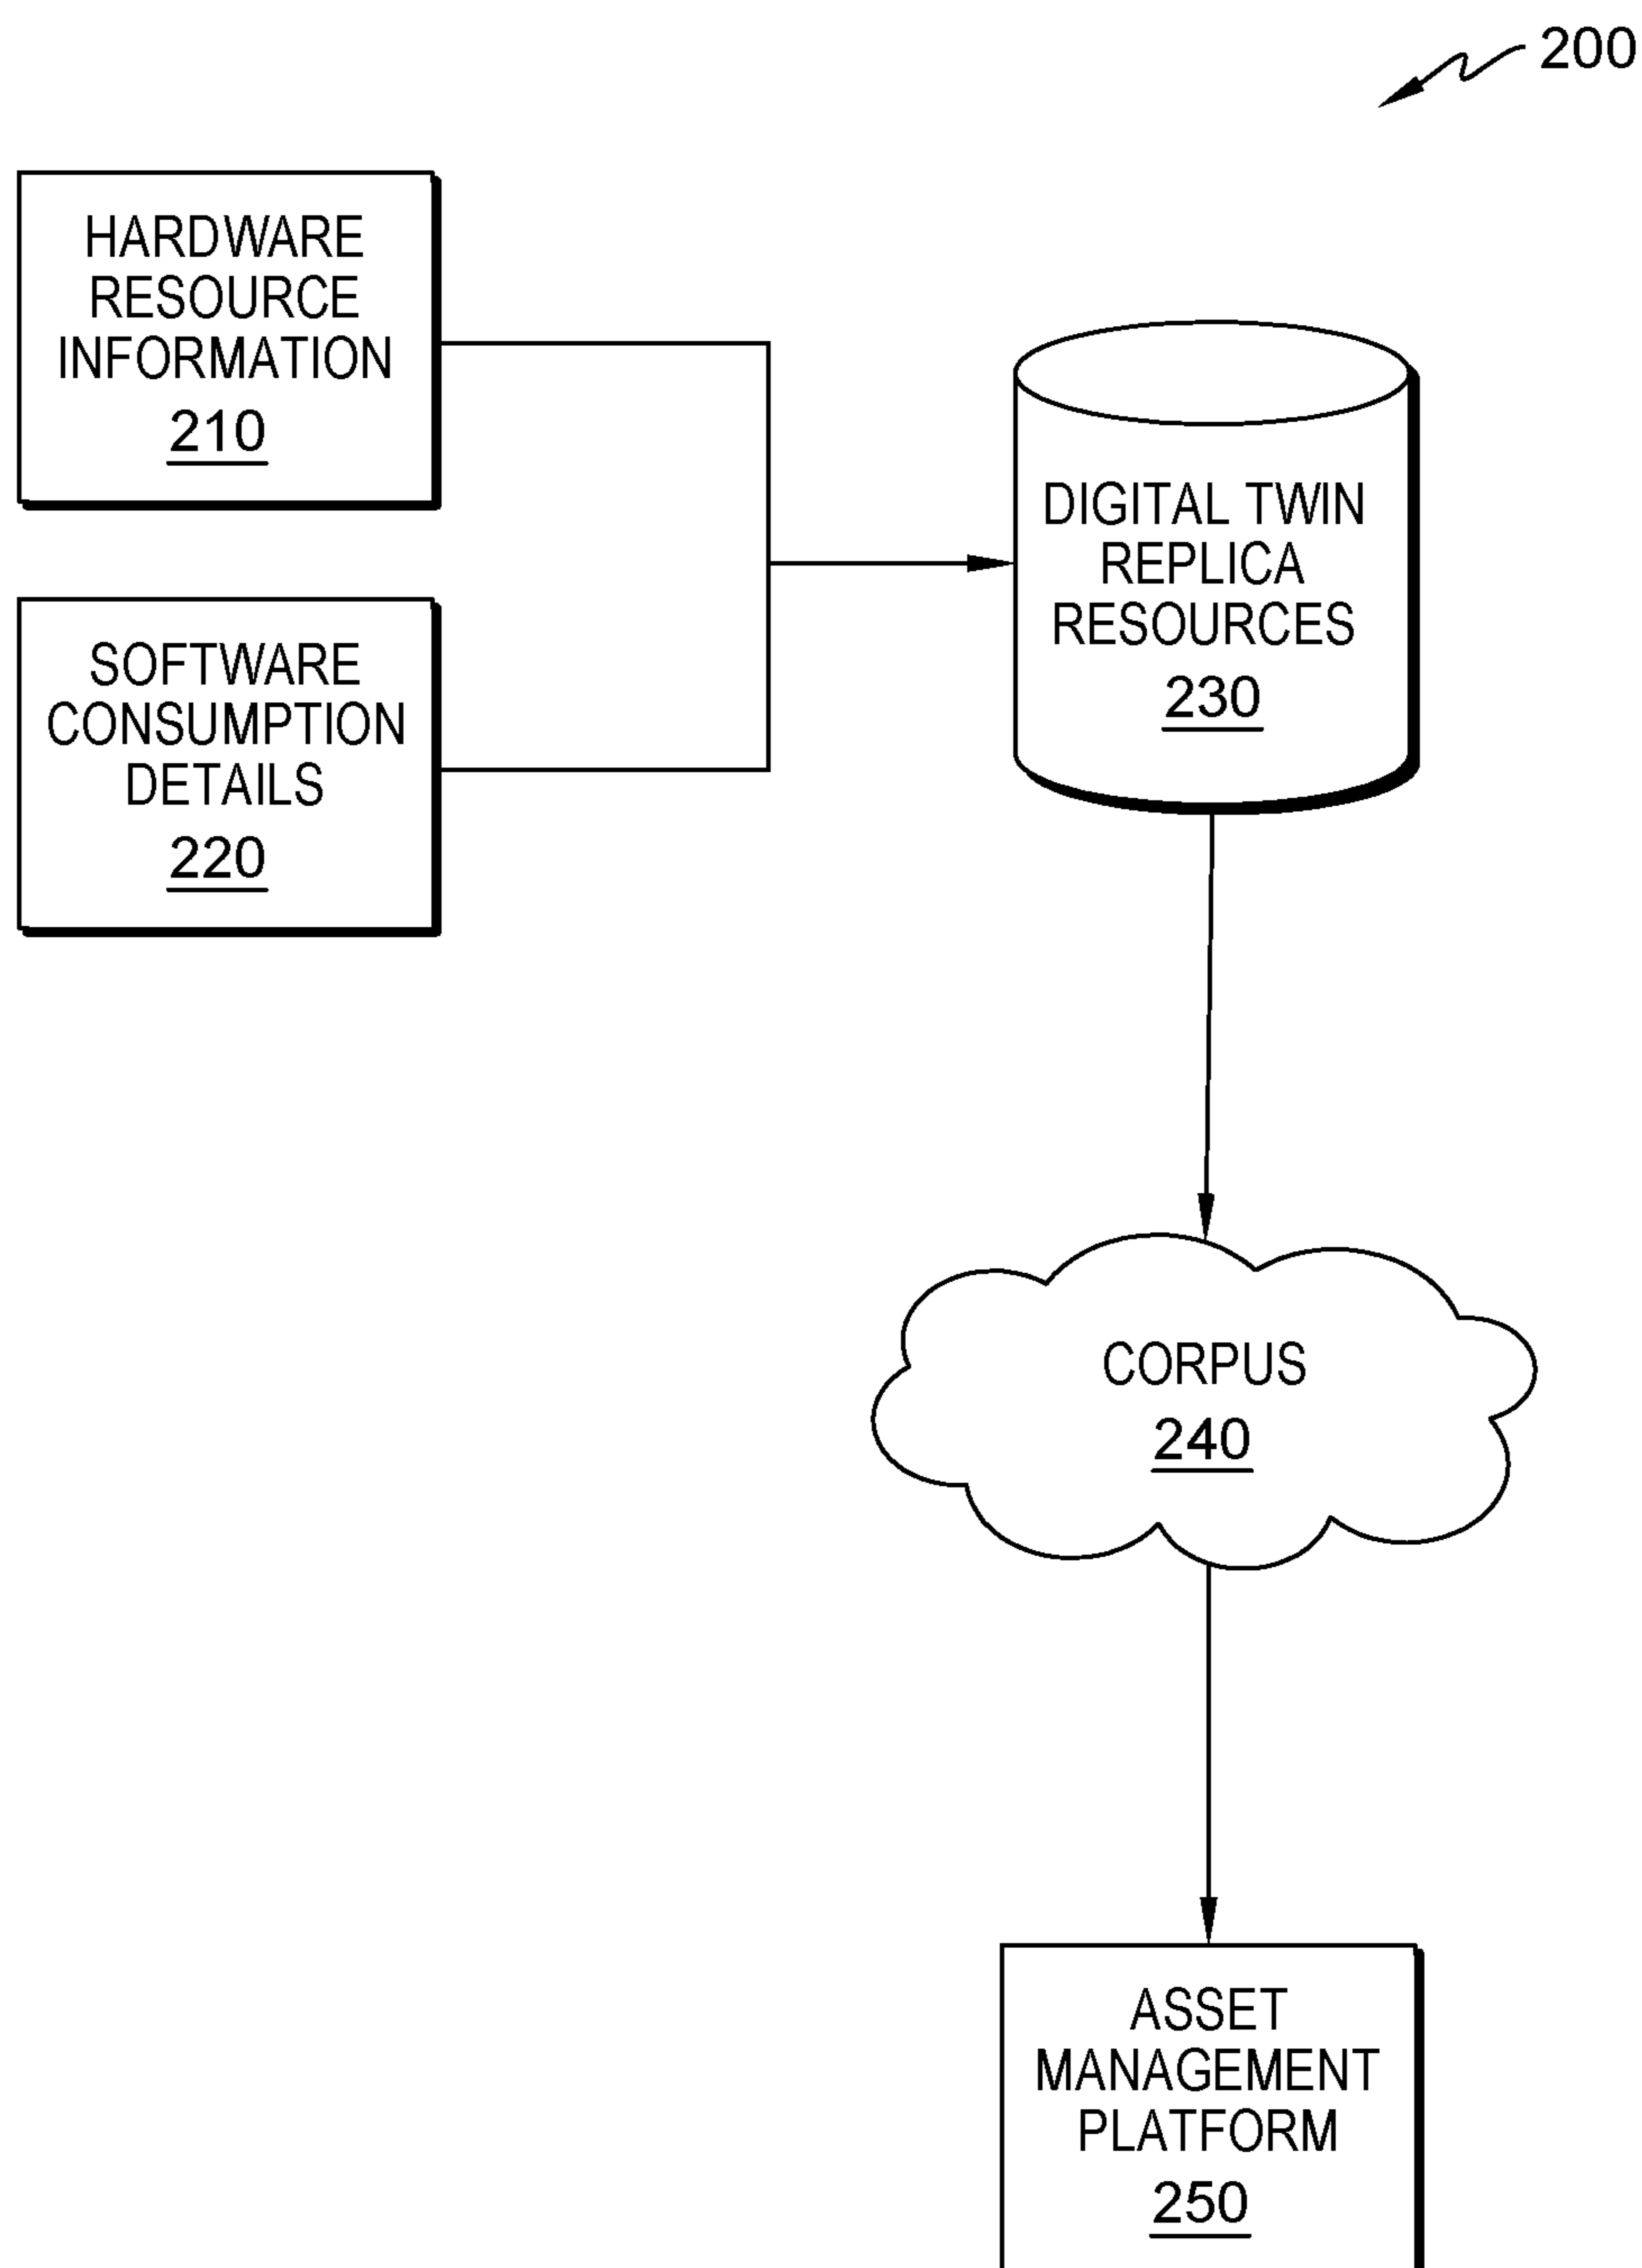 200
HARDWARE
RESOURCE
INFORMATION
210
SOFTWARE
CONSUMPTION
DETAILS
220
DIGITAL TWIN
REPLICA
RESOURCES
230
CORPUS
240
ASSET
MANAGEMENT
PLATFORM
250